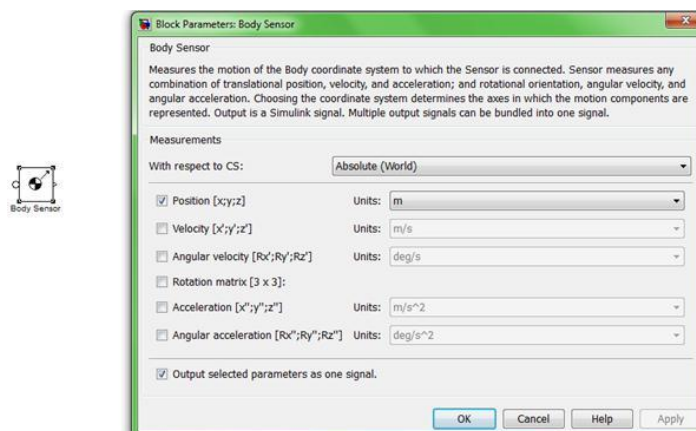 Block Parameters: Body Sensor
Body Sensor
Measures the motion of the Body coordinate system to which the Sensor is connected. Sensor measures any
combination of translational position, velocity, and acceleration; and rotational orientation, angular velocity, and
angular acceleration. Choosing the coordinate system determines the axes in which the motion components are
represented. Output is a Simulink signal. Multiple output signals can be bundled into one signal.
Measurements
With respect to CS: Absolute (World)
Position [x;y;z] Units: m
Velocity [x';y';z'] Units: m/s
Angular velocity [Rx';Ry';Rz'] Units: deg/s
Rotation matrix [3 x 3]:
Acceleration [x";y";z"] Units: m/s^2
Angular acceleration [Rx";Ry";Rz"] Units: deg/s^2
Output selected parameters as one signal.
OK Cancel Help Apply
Body Sensor